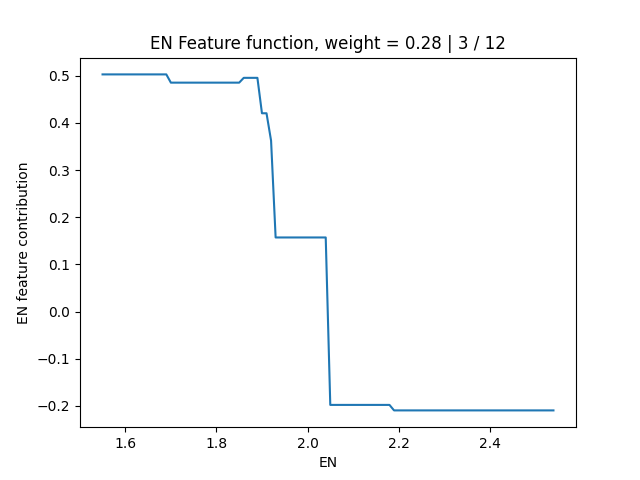 EN Feature function, weight = 0.28 | 3 / 12
EN feature contribution
0.5
0.4
0.3
0.2
0.1
0.0
−0.1
−0.2
1.6 1.8 2.0 2.2 2.4
EN